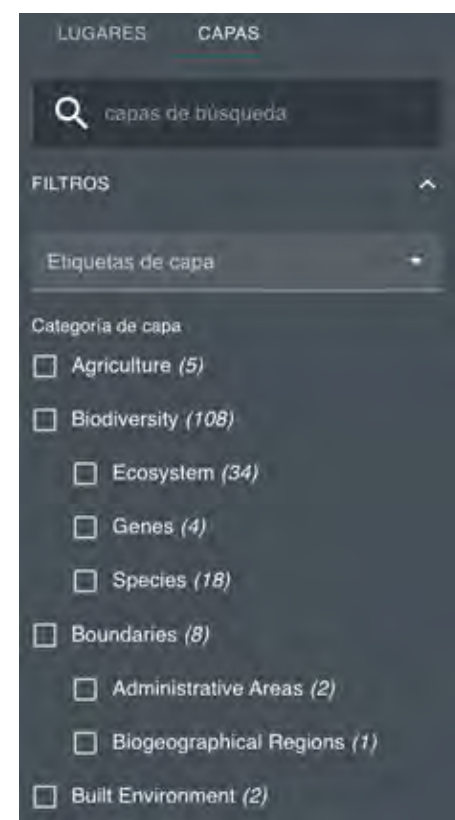 LUGARES CAPAS
capas de búsqueda
FILTROS
Etiquetas de capa
Categoría de capa
Agriculture (5)
Biodiversity (108)
Ecosystem (34)
Genes (4)
Species (18)
Boundaries (8)
Administrative Areas (2)
Biogeographical Regions (1)
Built Environment (2)